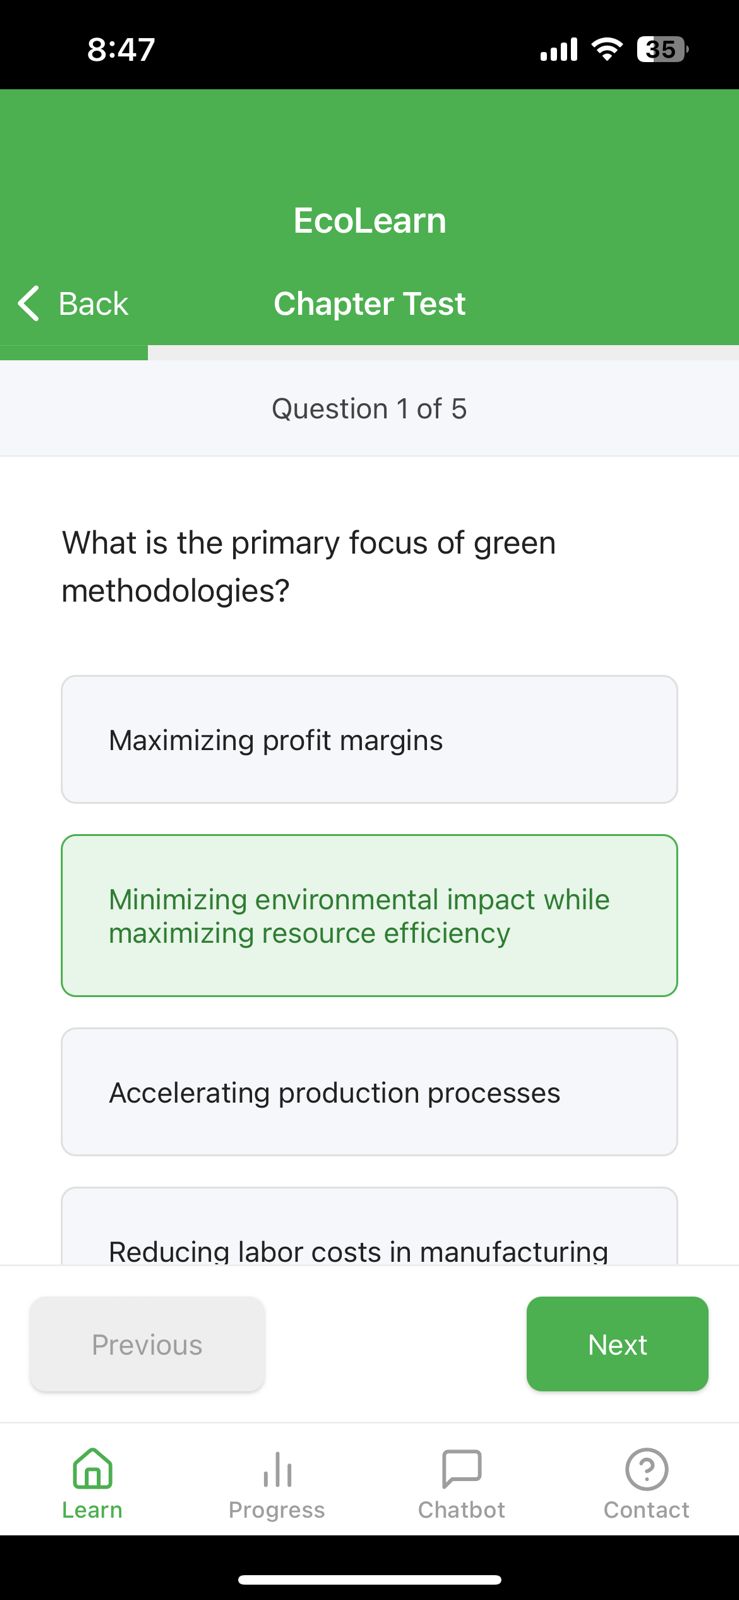 8:47
35
EcoLearn
Back
Chapter Test
Question 1 of 5
What is the primary focus of green
methodologies?
Maximizing profit margins
Minimizing environmental impact while
maximizing resource efficiency
Accelerating production processes
Reducing labor costs in manufacturing
Previous
Next
Learn
Progress
Chatbot
Contact